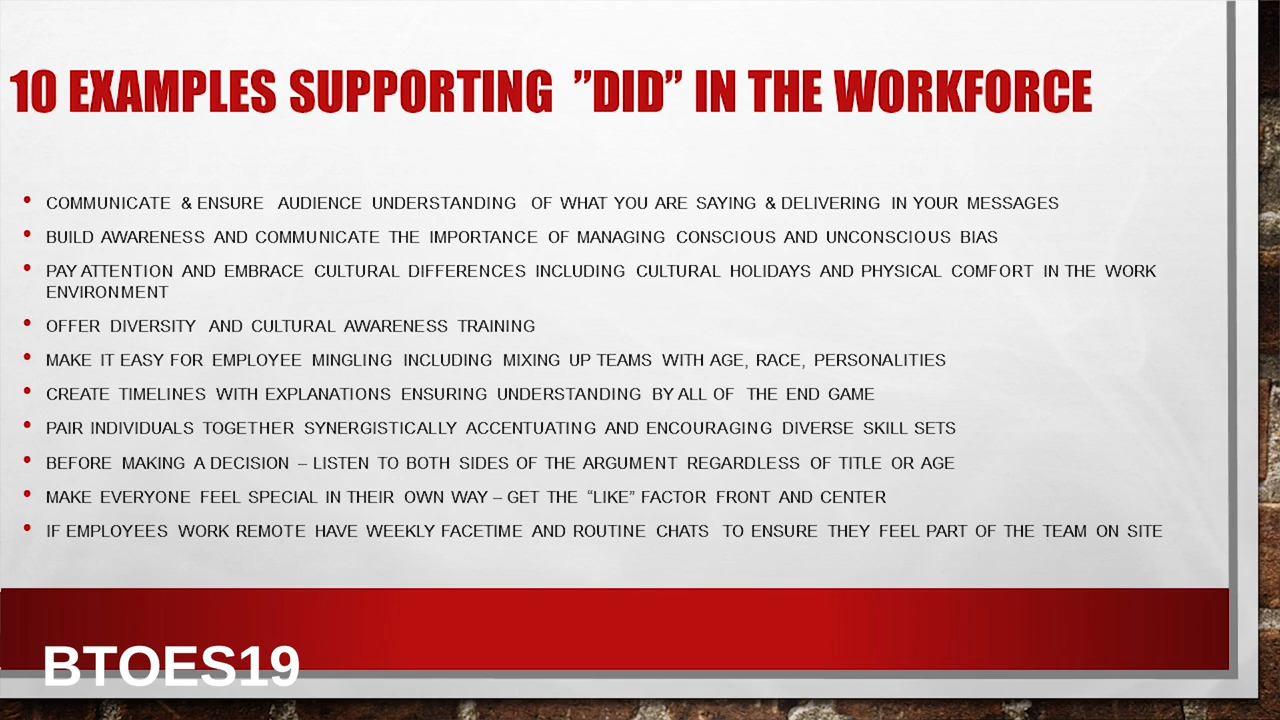 10 EXAMPLES SUPPORTING ”DID” IN THE WORKFORCE
• COMMUNICATE & ENSURE AUDIENCE UNDERSTANDING OF WHAT YOU ARE SAYING & DELIVERING IN YOUR MESSAGES
• BUILD AWARENESS AND COMMUNICATE THE IMPORTANCE OF MANAGING CONSCIOUS AND UNCONSCIOUS BIAS
• PAY ATTENTION AND EMBRACE CULTURAL DIFFERENCES INCLUDING CULTURAL HOLIDAYS AND PHYSICAL COMFORT IN THE WORK
ENVIRONMENT
• OFFER DIVERSITY AND CULTURAL AWARENESS TRAINING
• MAKE IT EASY FOR EMPLOYEE MINGLING INCLUDING MIXING UP TEAMS WITH AGE, RACE, PERSONALITIES
• CREATE TIMELINES WITH EXPLANATIONS ENSURING UNDERSTANDING BY ALL OF THE END GAME
• PAIR INDIVIDUALS TOGETHER SYNERGISTICALLY ACCENTUATING AND ENCOURAGING DIVERSE SKILL SETS
• BEFORE MAKING A DECISION – LISTEN TO BOTH SIDES OF THE ARGUMENT REGARDLESS OF TITLE OR AGE
• MAKE EVERYONE FEEL SPECIAL IN THEIR OWN WAY – GET THE “LIKE” FACTOR FRONT AND CENTER
• IF EMPLOYEES WORK REMOTE HAVE WEEKLY FACETIME AND ROUTINE CHATS TO ENSURE THEY FEEL PART OF THE TEAM ON SITE
BTOES19